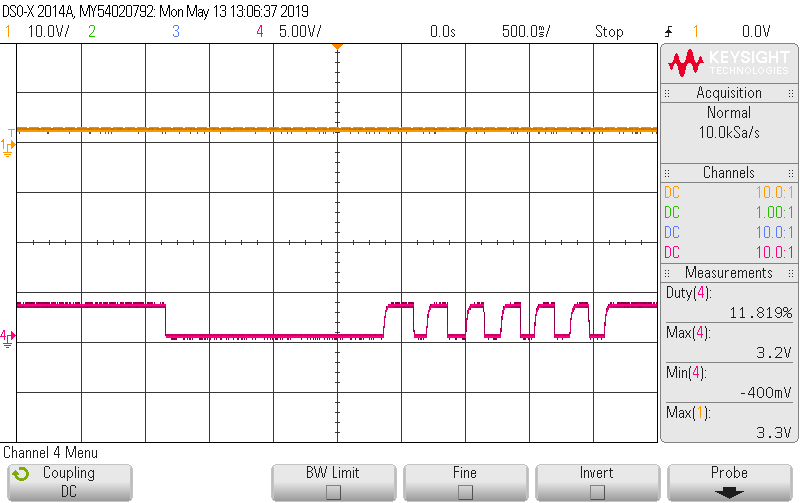 DSO-X 2014A, MY54020792: Mon May 13 13:06:37 2019
1 10.0V/ 2 3 4 5.00V/ 0.0s 500.0ms/ Stop 1 0.0V
KEYSIGHT
TECHNOLOGIES
Acquisition
Normal
10.0kSa/s
Channels
DC 10.0:1
DC 1.00:1
DC 10.0:1
DC 10.0:1
Measurements
Duty(4):
11.819%
Max(4):
3.2V
Min(4):
-400mV
Max(1):
3.3V
T
1
4
Channel 4 Menu
Coupling
DC
BW Limit
Fine
Invert
Probe